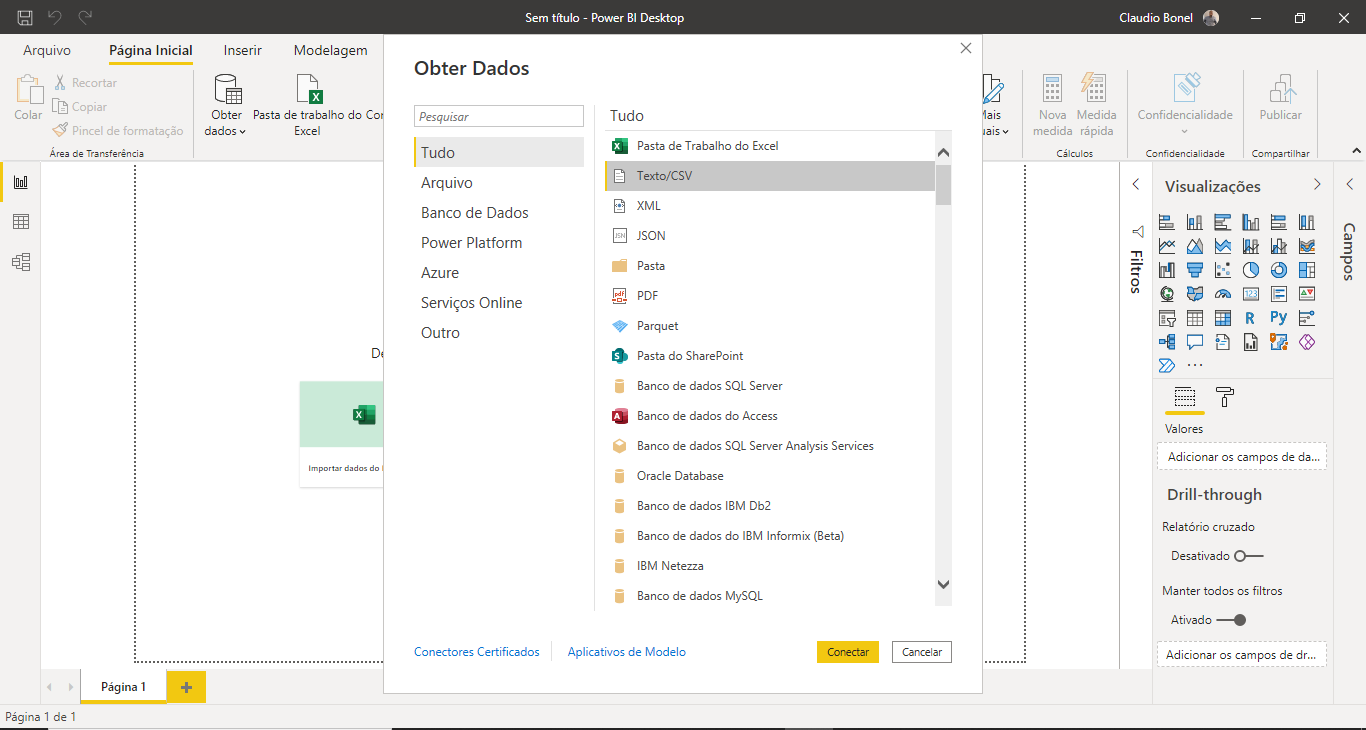 Sem título - Power BI Desktop
Claudio Bonel
Arquivo
Página Inicial
Inserir
Modelagem
Colar
Recortar
Copiar
Pincel de formatação
Área de Transferência
Obter
dados
Pasta de trabalho do
Excel
Nova
medida
Medida
rápida
Cálculos
Confidencialidade
Confidencialidade
Publicar
Compartilhar
Obter Dados
Pesquisar
Tudo
Arquivo
Banco de Dados
Power Platform
Azure
Serviços Online
Outro
Tudo
Pasta de Trabalho do Excel
Texto/CSV
XML
JSON
Pasta
PDF
Parquet
Pasta do SharePoint
Banco de dados SQL Server
Banco de dados do Access
Banco de dados SQL Server Analysis Services
Oracle Database
Banco de dados IBM Db2
Banco de dados do IBM Informix (Beta)
IBM Netezza
Banco de dados MySQL
Conectores Certificados
Aplicativos de Modelo
Conectar
Cancelar
De
Importar dados do
Filtros
Visualizações
Campos
123
R
Py
Valores
Adicionar os campos de da...
Drill-through
Relatório cruzado
Desativado
Manter todos os filtros
Ativado
Adicionar os campos de dr...
Página 1
Página 1 de 1